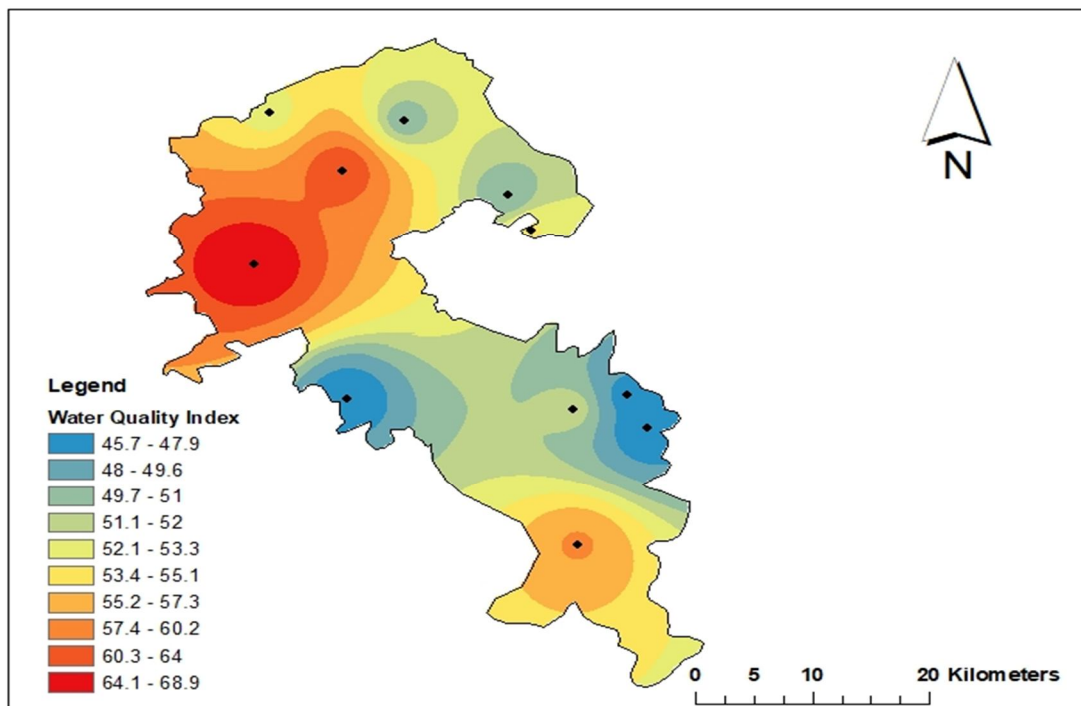 N
Legend
Water Quality Index
45.7 - 47.9
48 - 49.6
49.7 - 51
51.1 - 52
52.1 - 53.3
53.4 - 55.1
55.2 - 57.3
57.4 - 60.2
60.3 - 64
64.1 - 68.9
0 5 10 20 Kilometers